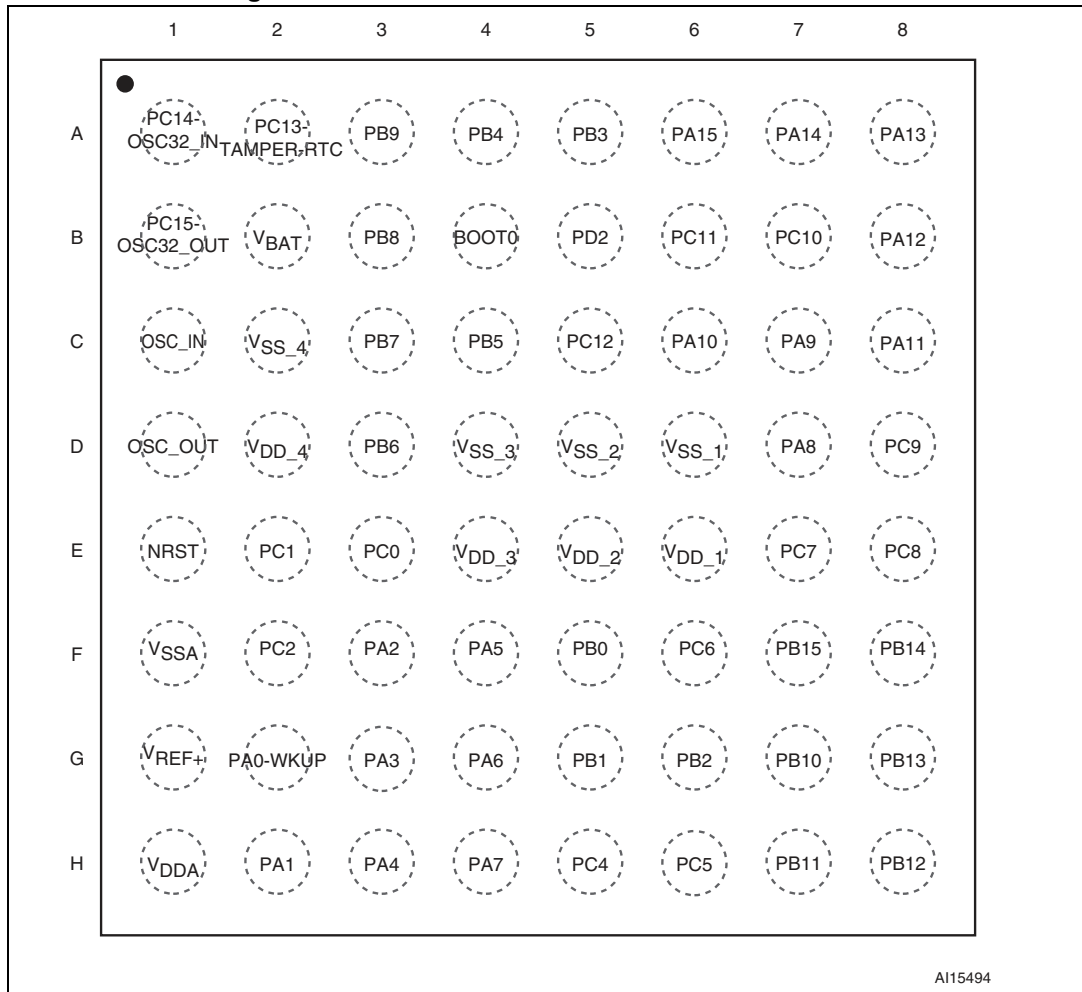 1 2 3 4 5 6 7 8
A PC14-OSC32_IN PC13-TAMPER-RTC PB9 PB4 PB3 PA15 PA14 PA13
B PC15-OSC32_OUT VBAT PB8 BOOT0 PD2 PC11 PC10 PA12
C OSC_IN VSS_4 PB7 PB5 PC12 PA10 PA9 PA11
D OSC_OUT VDD_4 PB6 VSS_3 VSS_2 VSS_1 PA8 PC9
E NRST PC1 PC0 VDD_3 VDD_2 VDD_1 PC7 PC8
F VSSA PC2 PA2 PA5 PB0 PC6 PB15 PB14
G VREF+ PA0-WKUP PA3 PA6 PB1 PB2 PB10 PB13
H VDDA PA1 PA4 PA7 PC4 PC5 PB11 PB12
AI15494